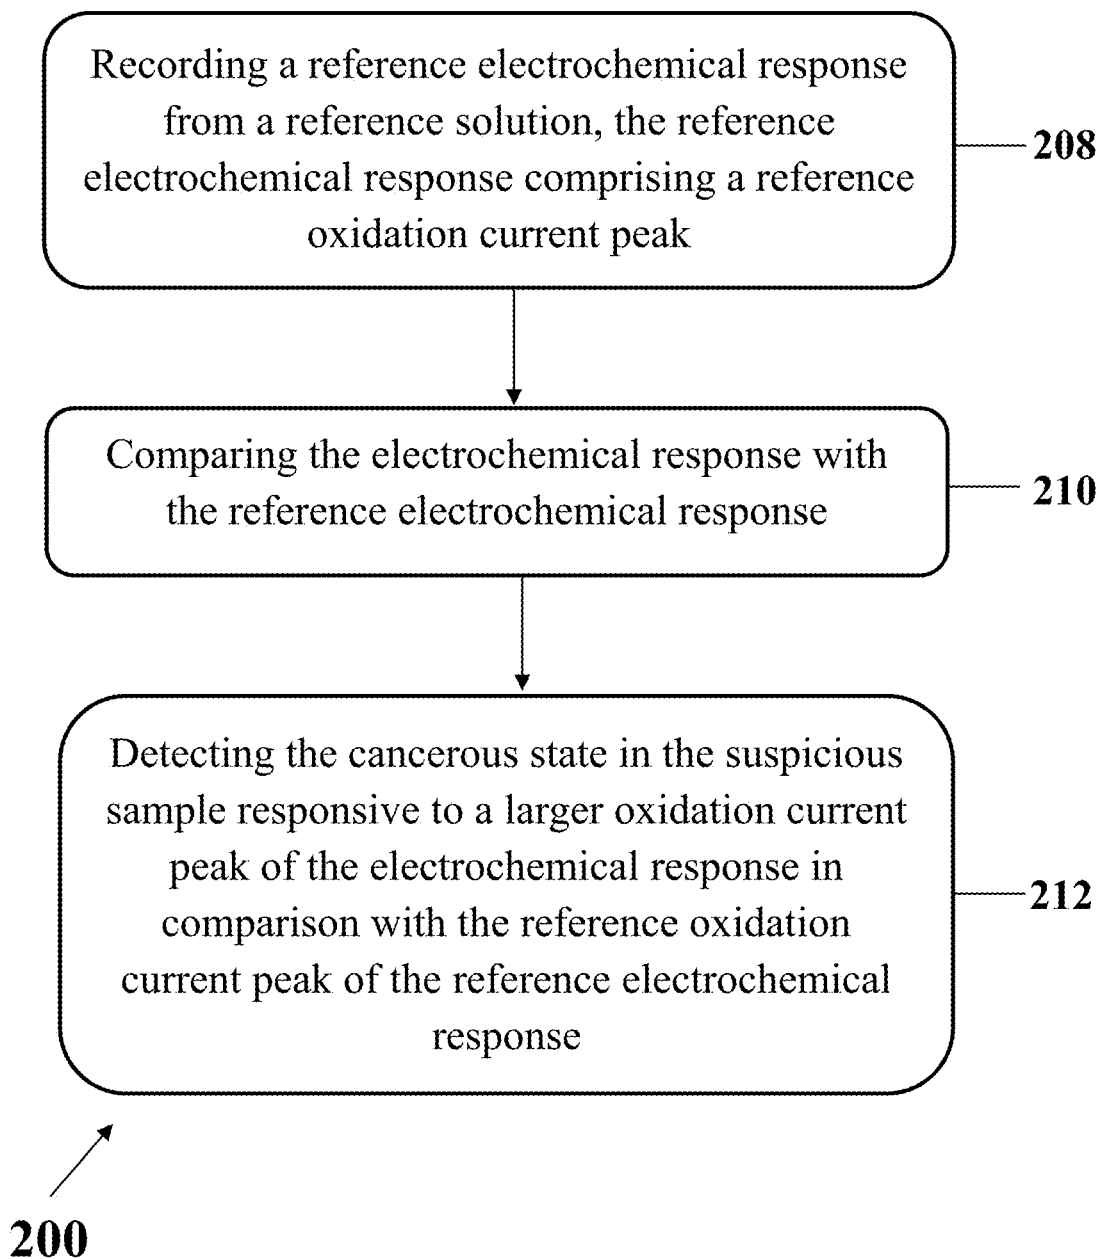 Recording a reference electrochemical response
from a reference solution, the reference
electrochemical response comprising a reference
oxidation current peak
208
Comparing the electrochemical response with
the reference electrochemical response
210
Detecting the cancerous state in the suspicious
sample responsive to a larger oxidation current
peak of the electrochemical response in
comparison with the reference oxidation
current peak of the reference electrochemical
response
212
200